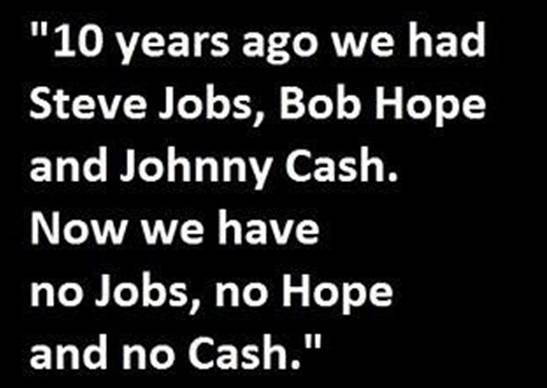 "10 years ago we had
Steve Jobs, Bob Hope
and Johnny Cash.
Now we have
no Jobs, no Hope
and no Cash."